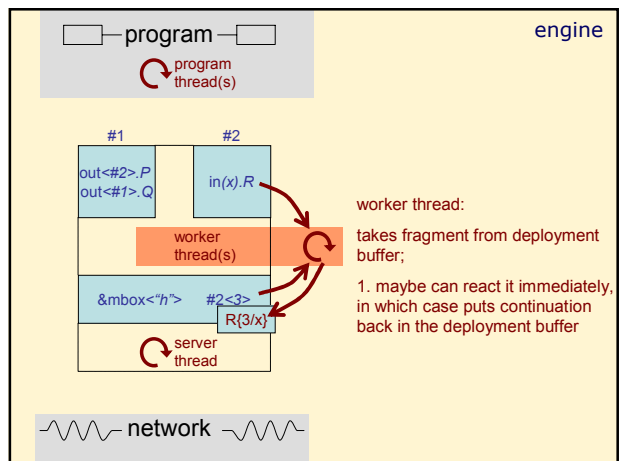 engine
program
program
thread(s)
#1
#2
out<#2>.P
out<#1>.Q
in(x).R
worker
thread(s)
&mbox<“h”> #2<3>
R{3/x}
server
thread
worker thread:
takes fragment from deployment
buffer;
1. maybe can react it immediately,
in which case puts continuation
back in the deployment buffer
network